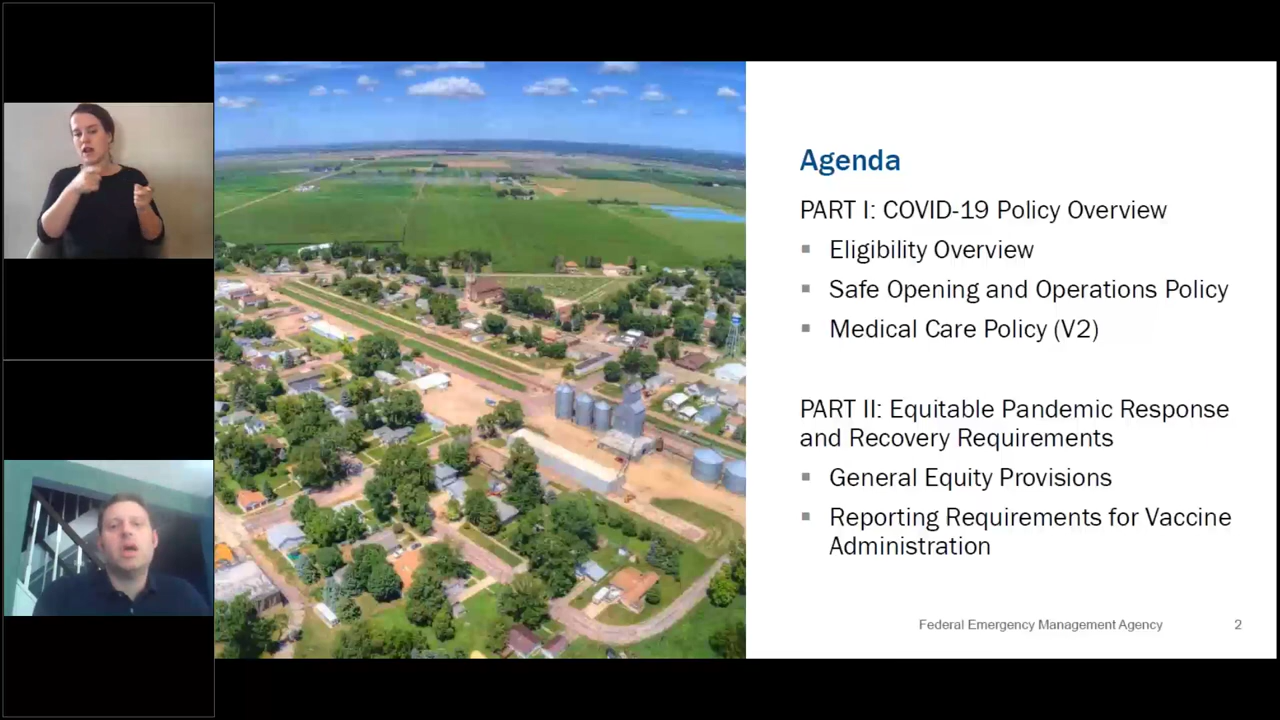 Agenda
PART I: COVID-19 Policy Overview
▪ Eligibility Overview
▪ Safe Opening and Operations Policy
▪ Medical Care Policy (V2)
PART II: Equitable Pandemic Response
and Recovery Requirements
▪ General Equity Provisions
▪ Reporting Requirements for Vaccine
Administration
Federal Emergency Management Agency 2